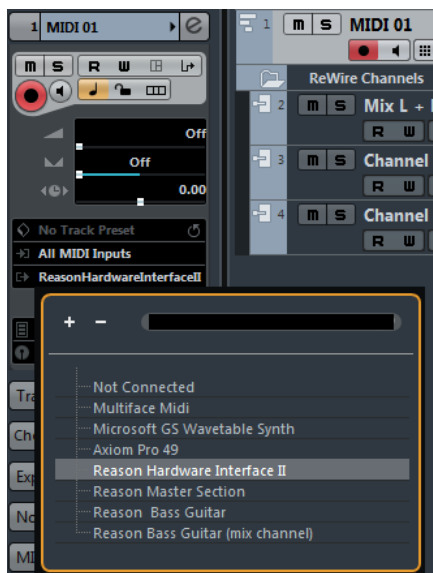 1 MIDI 01
m S R W
Off
Off
0.00
No Track Preset
All MIDI Inputs
ReasonHardwareInterfaceII
Tra
Cho
Exp
No
MI
1 m S MIDI 01
ReWire Channels
2 m S Mix L +
R W
3 m S Channel
R W
4 m S Channel
R W
+ −
Not Connected
Multiface Midi
Microsoft GS Wavetable Synth
Axiom Pro 49
Reason Hardware Interface II
Reason Master Section
Reason Bass Guitar
Reason Bass Guitar (mix channel)